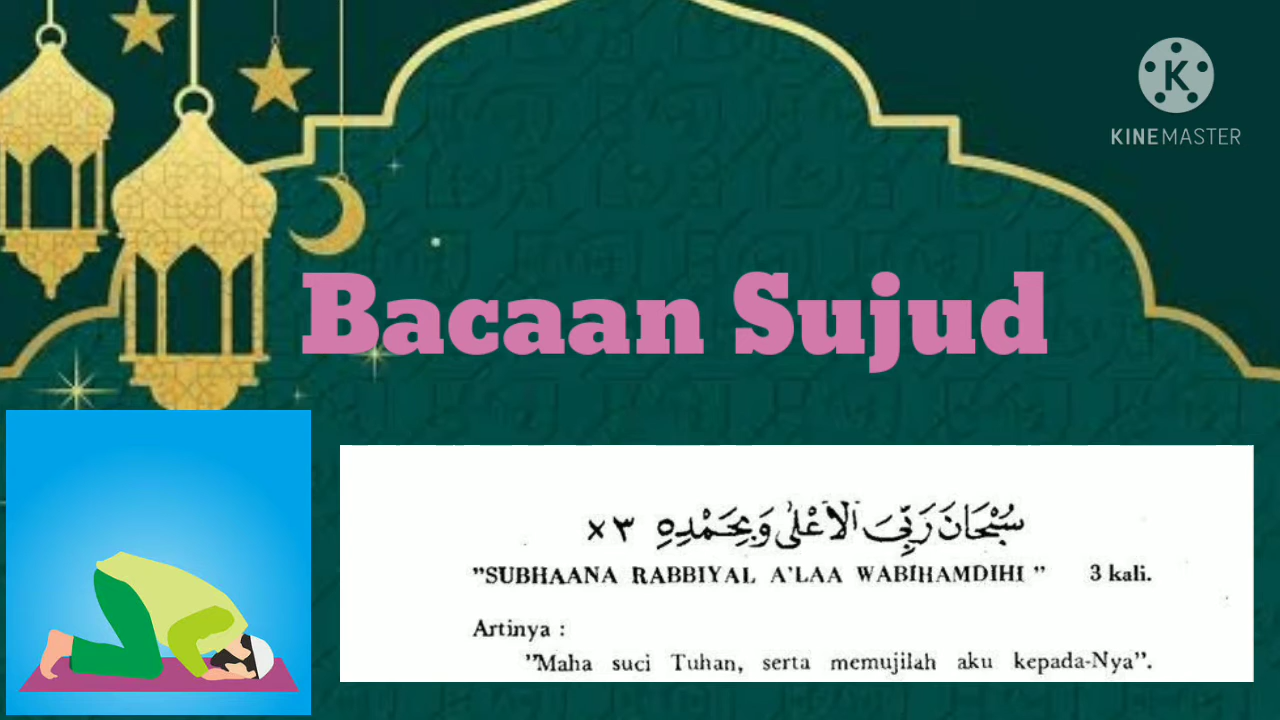 K
KINEMASTER
Bacaan Sujud
سُبْحَانَ رَبِّيَ الْاَعْلٰى وَبِحَمْدِهِ ×٣
"SUBHAANA RABBIYAL A'LAA WABIHAMDIHI" 3 kali.
Artinya :
"Maha suci Tuhan, serta memujilah aku kepada-Nya".